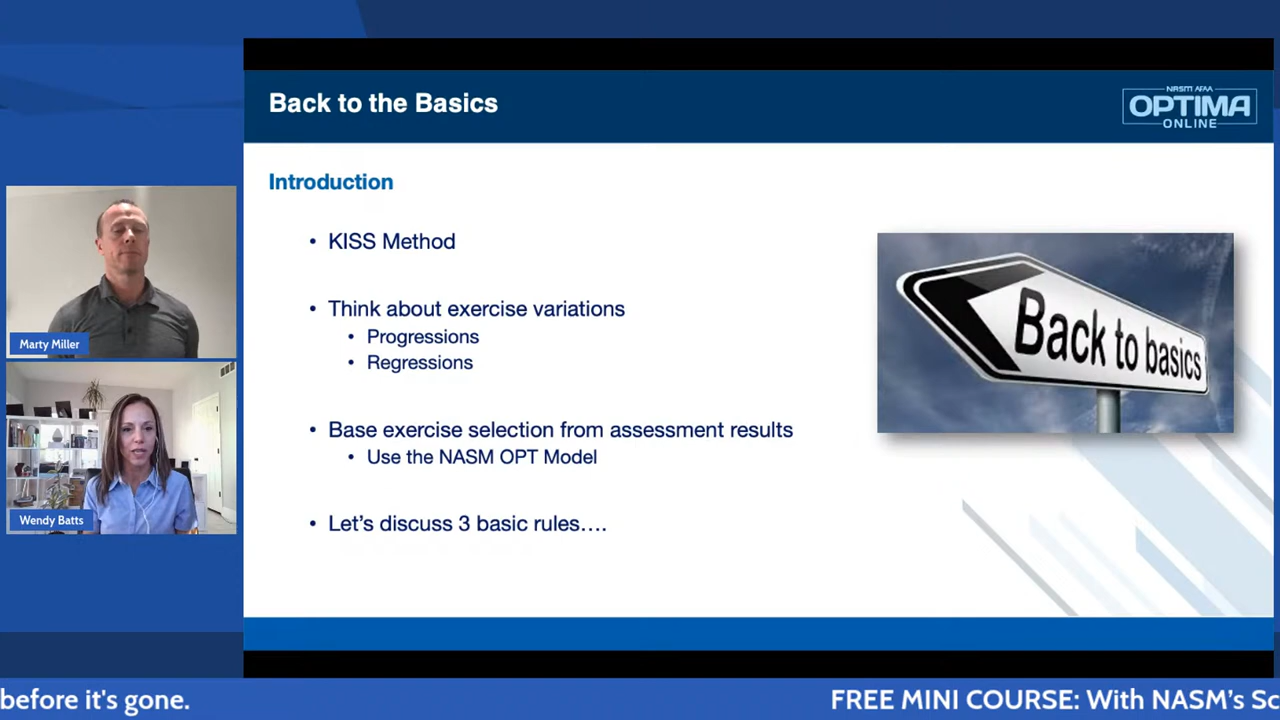 Back to the Basics
NASM AFAA
OPTIMA
ONLINE
Introduction
• KISS Method
• Think about exercise variations
• Progressions
• Regressions
• Base exercise selection from assessment results
• Use the NASM OPT Model
• Let's discuss 3 basic rules….
Back to basics
Marty Miller
Wendy Batts
before it's gone.
FREE MINI COURSE: With NASM's Sc